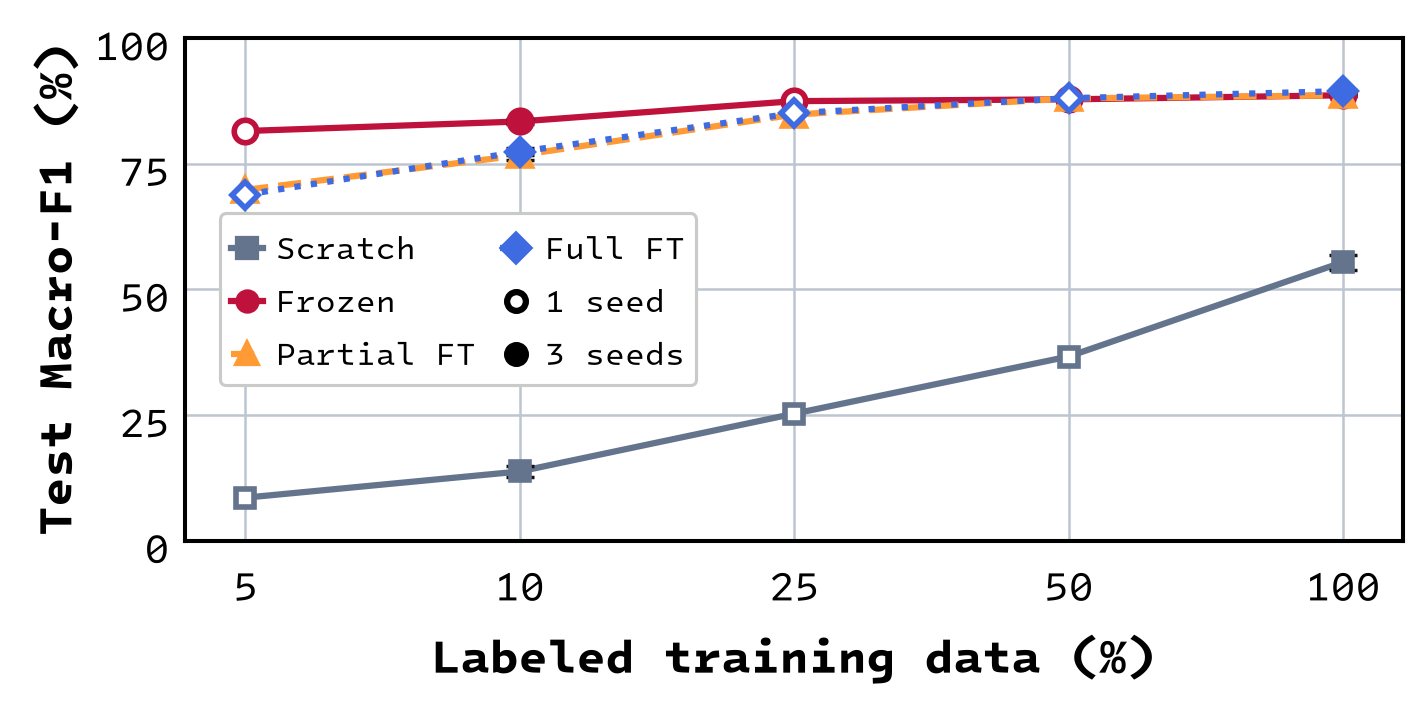 Test Macro-F1 (%)
100
75
50
25
0
Scratch
Frozen
Partial FT
Full FT
1 seed
3 seeds
5 10 25 50 100
Labeled training data (%)